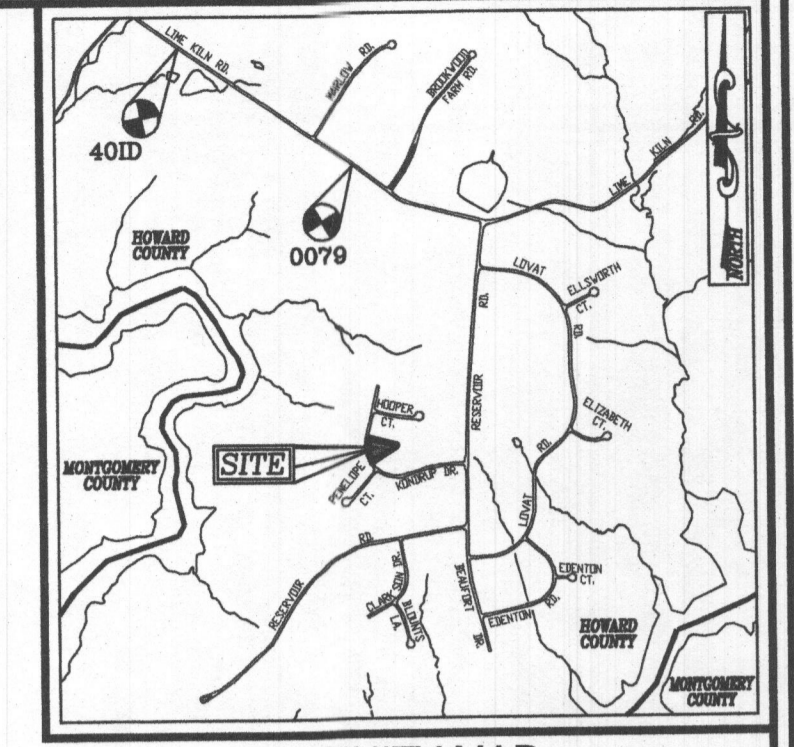 LIME KILN RD.
MARLOW RD.
BROOKWOOD
FARM RD.
40ID
0079
LIME KILN RD.
NORTH
HOWARD
COUNTY
LOVAT RD.
ELLSWORTH
CT.
RESERVOIR RD.
HOOPER
CT.
ELIZABETH
CT.
SITE
MONTGOMERY
COUNTY
PENELOPE
CT.
KONDRUP DR.
LOVAT RD.
RESERVOIR RD.
CLARKSON DR.
BLOUNTS
LA.
BEAUFORT DR.
EDENTON
CT.
EDENTON RD.
HOWARD
COUNTY
MONTGOMERY
COUNTY